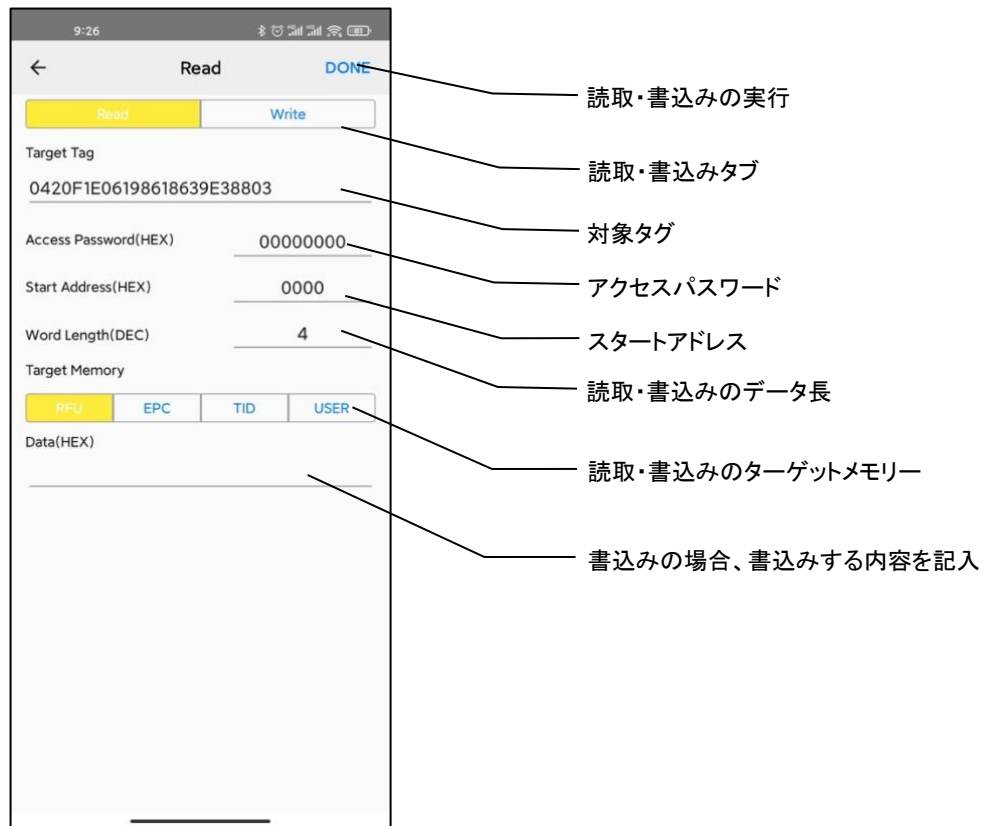 9:26
81
Read
DONE
読取・書込みの実行
Read
Write
読取・書込みタブ
Target Tag
0420F1E06198618639E38803
対象タグ
Access Password(HEX)
00000000
アクセスパスワード
Start Address(HEX)
0000
スタートアドレス
Word Length(DEC)
4
読取・書込みのデータ長
Target Memory
RFU
EPC
TID
USER
読取・書込みのターゲットメモリー
Data(HEX)
書込みの場合、書込みする内容を記入